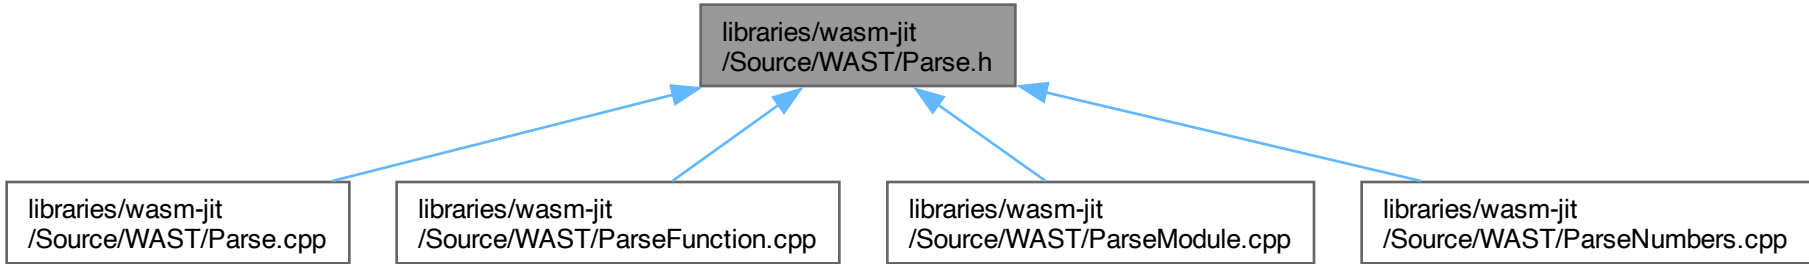 libraries/wasm-jit
/Source/WAST/Parse.h
libraries/wasm-jit
/Source/WAST/Parse.cpp
libraries/wasm-jit
/Source/WAST/ParseFunction.cpp
libraries/wasm-jit
/Source/WAST/ParseModule.cpp
libraries/wasm-jit
/Source/WAST/ParseNumbers.cpp